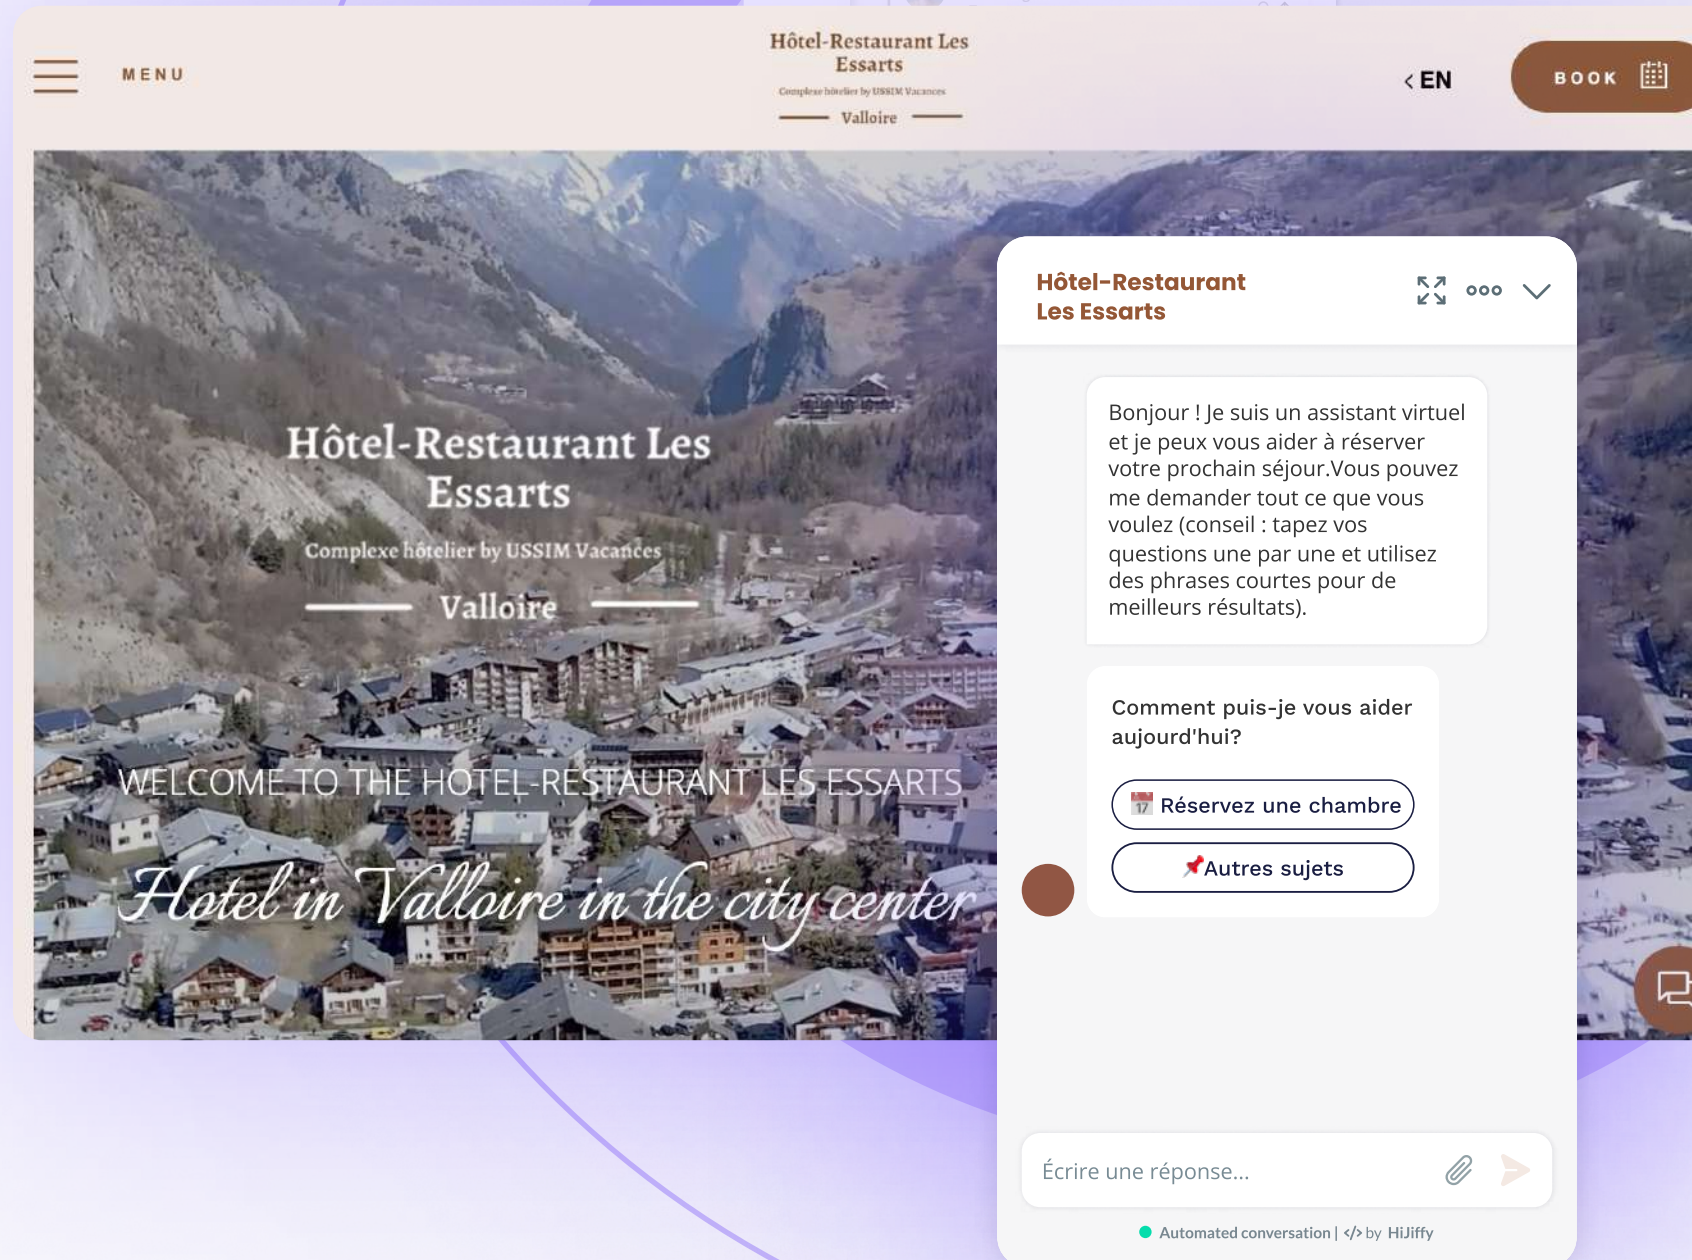 MENU
Hôtel-Restaurant Les
Essarts
Complexe hôtelier by USSIM Vacances
Valloire
< EN
BOOK
Hôtel-Restaurant Les
Essarts
Complexe hôtelier by USSIM Vacances
Valloire
WELCOME TO THE HOTEL-RESTAURANT LES ESSARTS
Hotel in Valloire in the city center
Hôtel-Restaurant
Les Essarts
Bonjour ! Je suis un assistant virtuel
et je peux vous aider à réserver
votre prochain séjour.Vous pouvez
me demander tout ce que vous
voulez (conseil : tapez vos
questions une par une et utilisez
des phrases courtes pour de
meilleurs résultats).
Comment puis-je vous aider
aujourd'hui?
17 Réservez une chambre
Autres sujets
Écrire une réponse...
Automated conversation | </> by HiJiffy